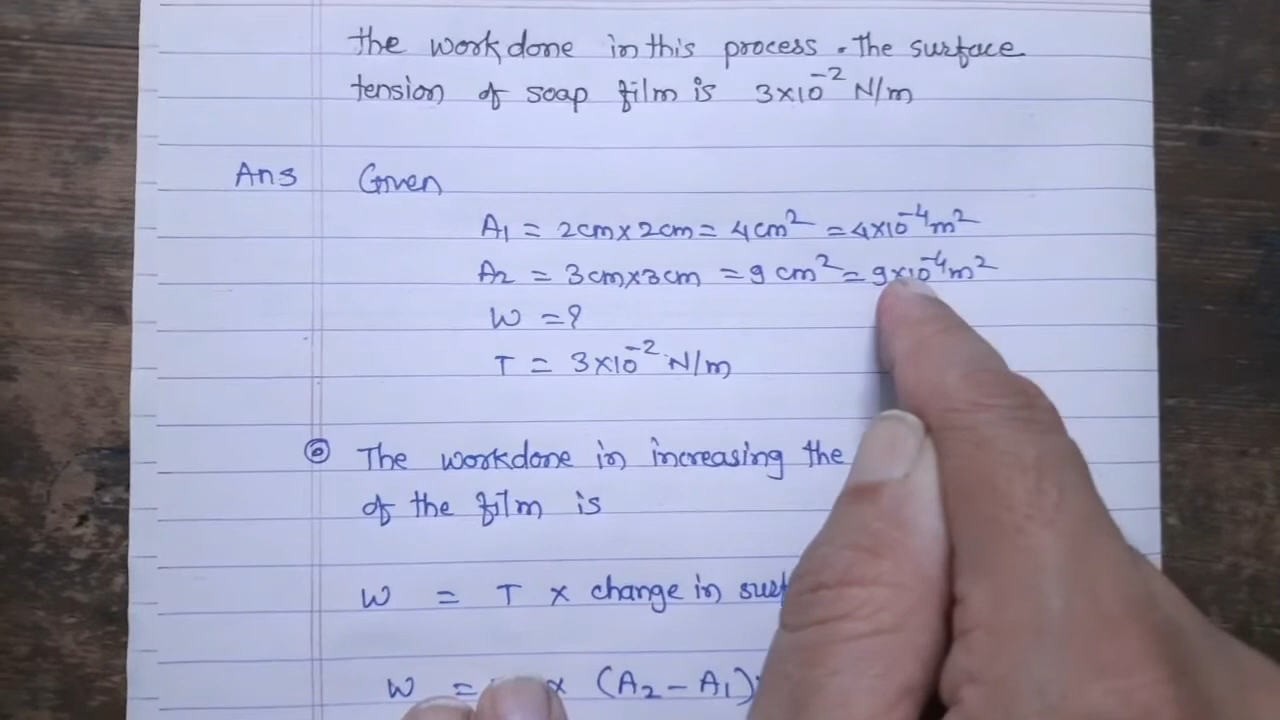 the workdone in this process. The surface
tension of soap film is 3×10⁻² N/m
Ans Given
A₁ = 2cm×2cm = 4cm² = 4×10⁻⁴m²
A₂ = 3cm×3cm = 9cm² = 9×10⁻⁴m²
W = ?
T = 3×10⁻² N/m
The workdone in increasing the
of the film is
W = T × change in
W = × (A₂ - A₁)